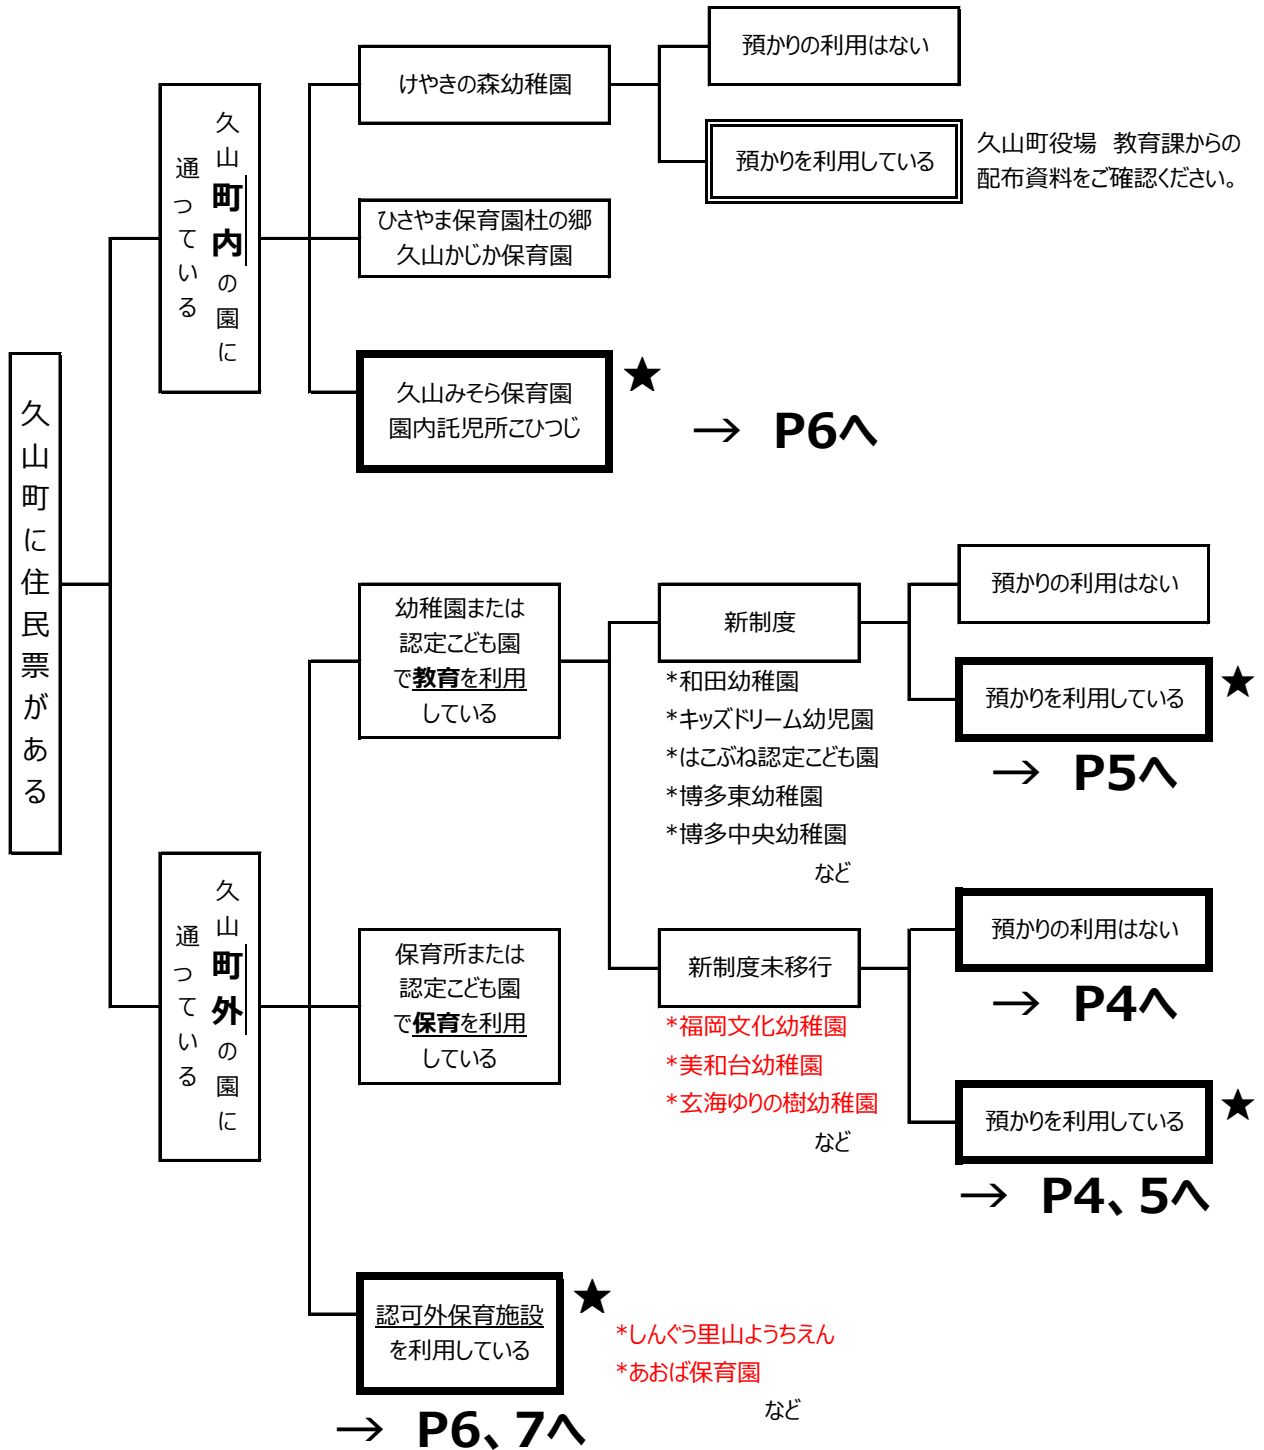 久山町に住民票がある
久山町内の園に
通っている
けやきの森幼稚園
預かりの利用はない
預かりを利用している
久山町役場　教育課からの
配布資料をご確認ください。
ひさやま保育園杜の郷
久山かじか保育園
久山みそら保育園
園内託児所こひつじ
★
→ P6へ
久山町外の園に
通っている
幼稚園または
認定こども園
で教育を利用
している
新制度
*和田幼稚園
*キッズドリーム幼児園
*はこぶね認定こども園
*博多東幼稚園
*博多中央幼稚園
など
預かりの利用はない
預かりを利用している
★
→ P5へ
新制度未移行
*福岡文化幼稚園
*美和台幼稚園
*玄海ゆりの樹幼稚園
など
預かりの利用はない
→ P4へ
預かりを利用している
★
→ P4、5へ
保育所または
認定こども園
で保育を利用
している
認可外保育施設
を利用している
★
*しんぐう里山ようちえん
*あおば保育園
など
→ P6、7へ